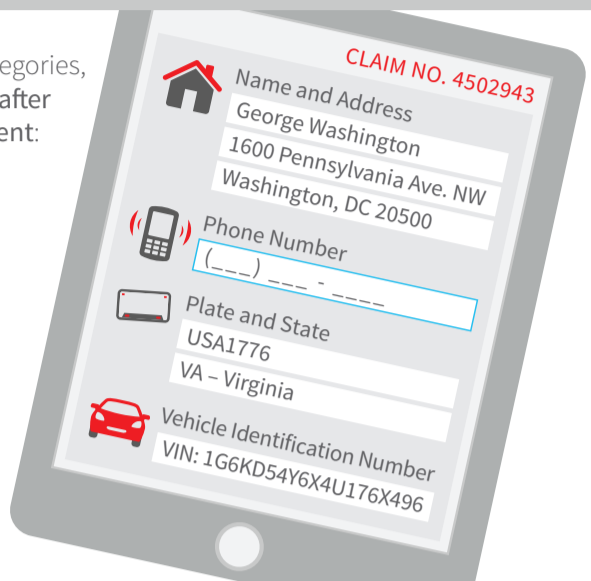 egories,
after
ent:
CLAIM NO. 4502943
Name and Address
George Washington
1600 Pennsylvania Ave. NW
Washington, DC 20500
Phone Number
(___) ___ - ____
Plate and State
USA1776
VA – Virginia
Vehicle Identification Number
VIN: 1G6KD54Y6X4U176X496